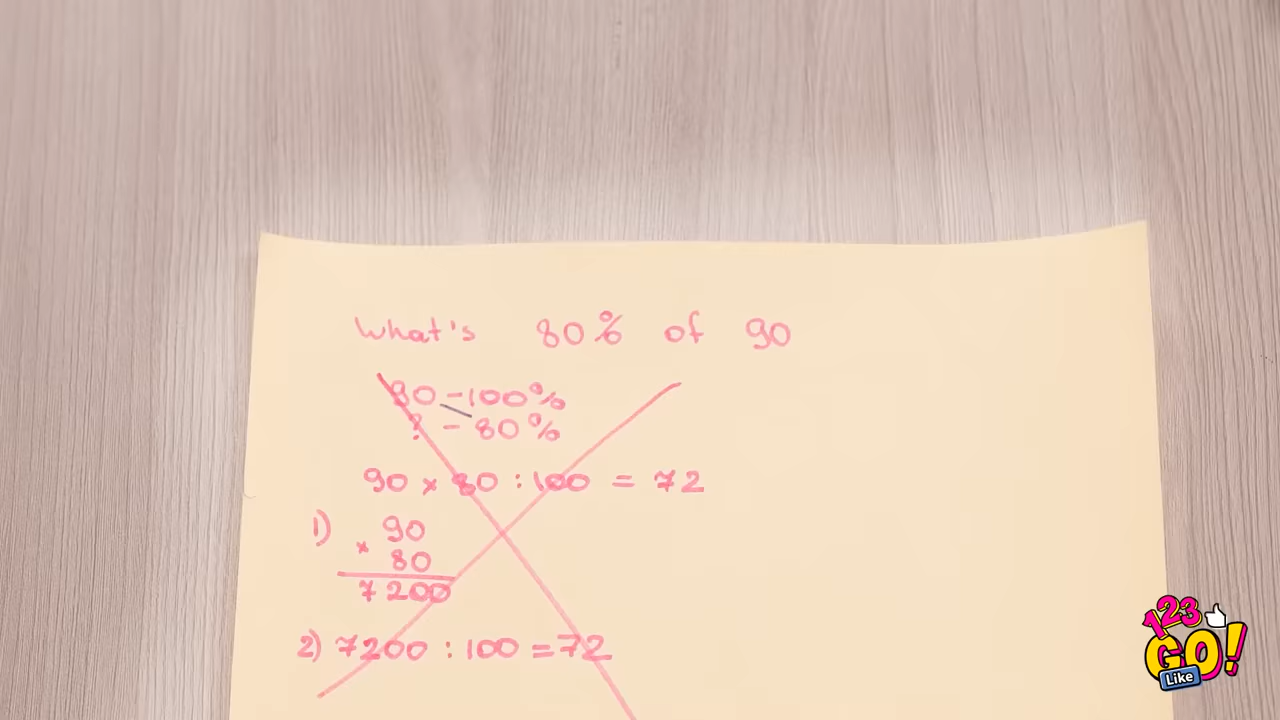 What's 80% of 90
90 - 100%
? - 80%
90 x 80 : 100 = 72
1) 90
x 80
7200
2) 7200 : 100 = 72
123
GO!
Like